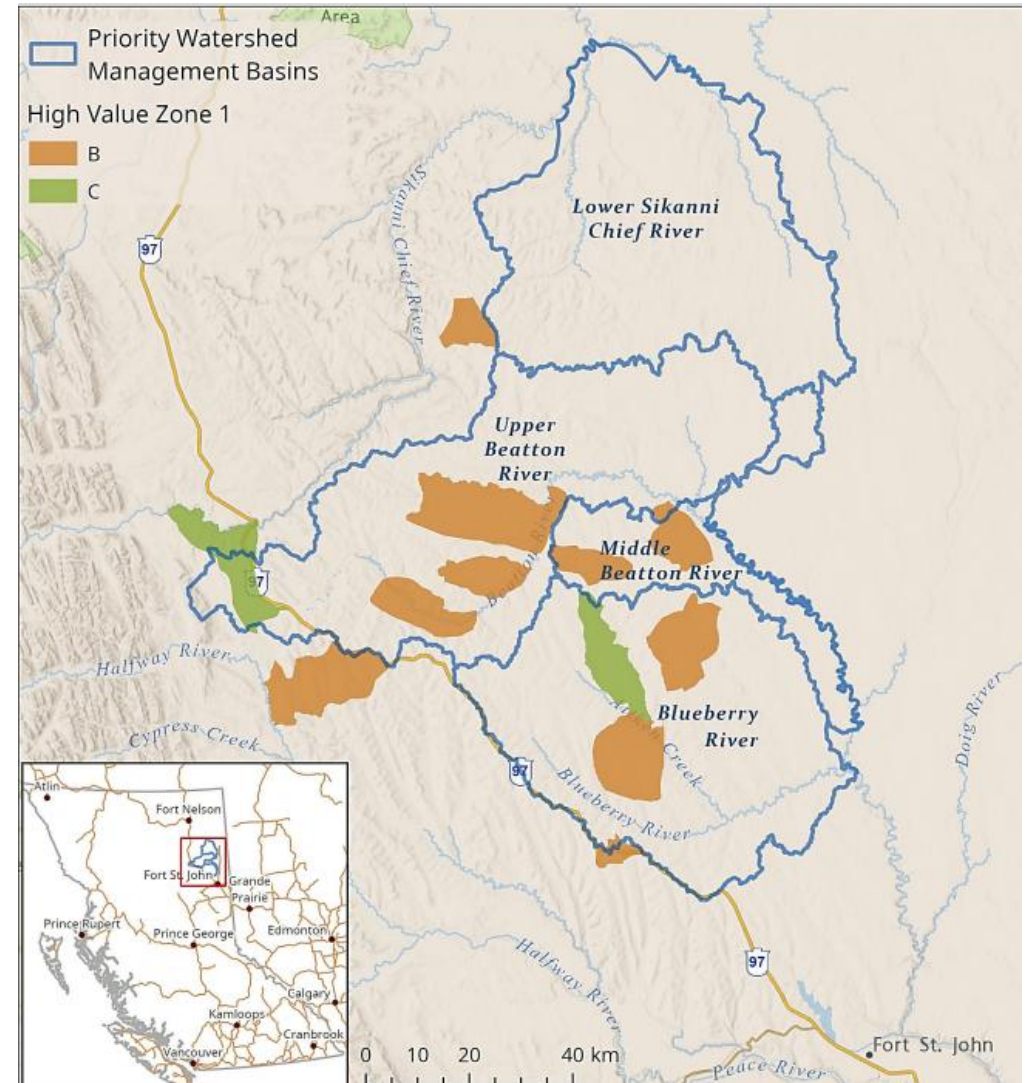 Area
Priority Watershed
Management Basins
High Value Zone 1
B
C
97
Sikanni Chief River
Lower Sikanni
Chief River
Upper
Beatton
River
Beatton River
Middle
Beatton River
97
Halfway River
Cypress Creek
Blueberry
River
Aitken Creek
Doig River
97
Blueberry River
Halfway River
97
Fort St. John
Peace River
0 10 20 40 km
Atlin
Fort Nelson
Fort St. John
Grande
Prairie
Prince Rupert
Prince George
Edmonton
Calgary
Kamloops
Cranbrook
Vancouver